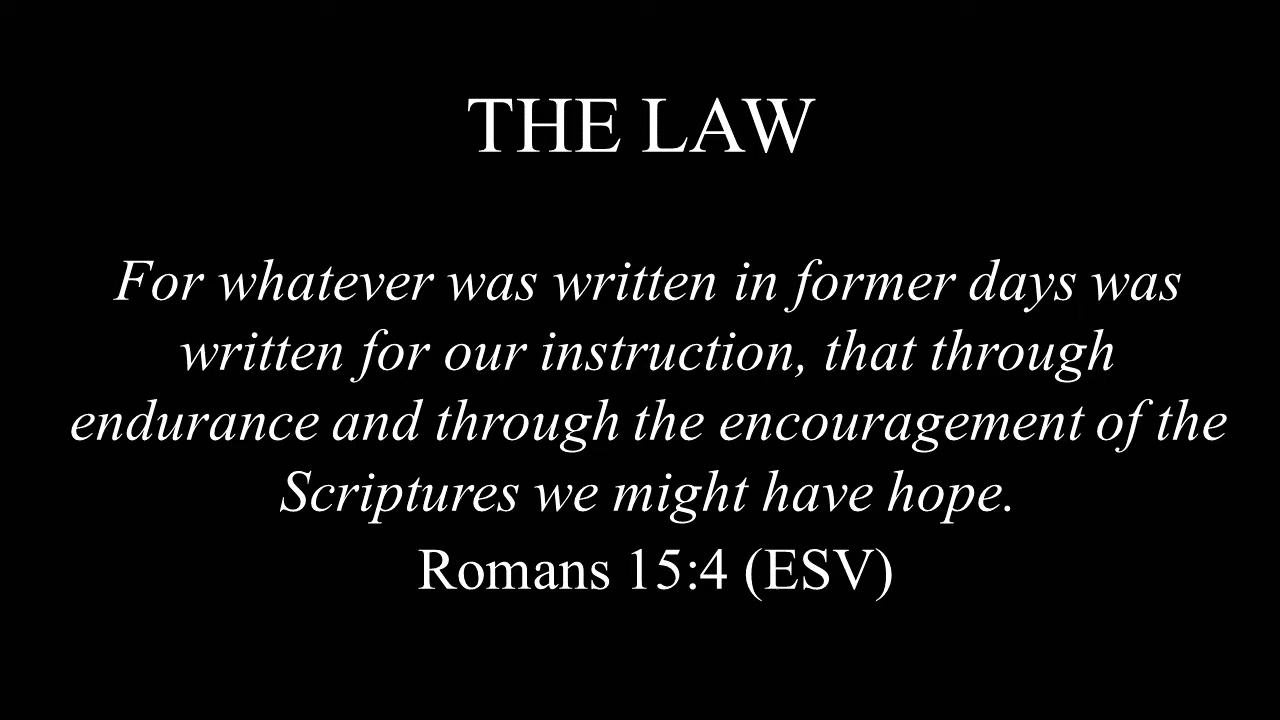 THE LAW
For whatever was written in former days was
written for our instruction, that through
endurance and through the encouragement of the
Scriptures we might have hope.
Romans 15:4 (ESV)